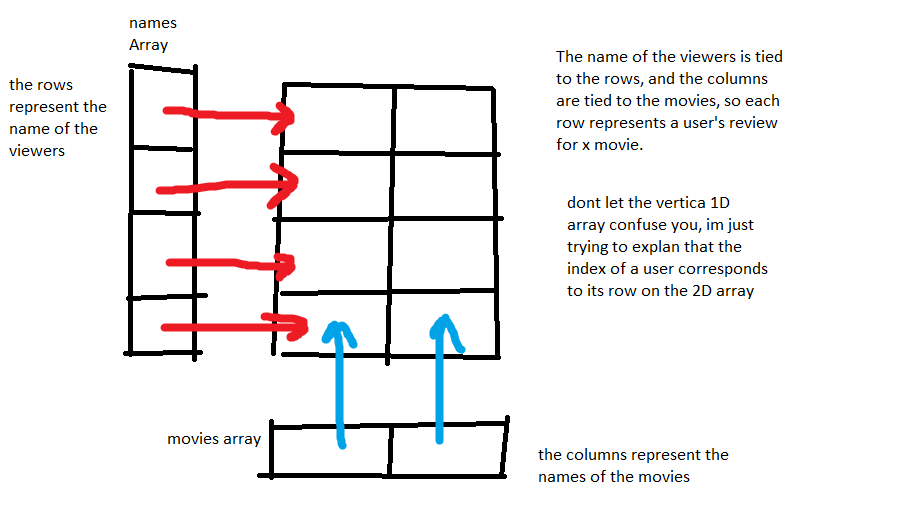 names
Array
the rows
represent the
name of the
viewers
The name of the viewers is tied
to the rows, and the columns
are tied to the movies, so each
row represents a user's review
for x movie.
dont let the vertica 1D
array confuse you, im just
trying to explan that the
index of a user corresponds
to its row on the 2D array
movies array
the columns represent the
names of the movies